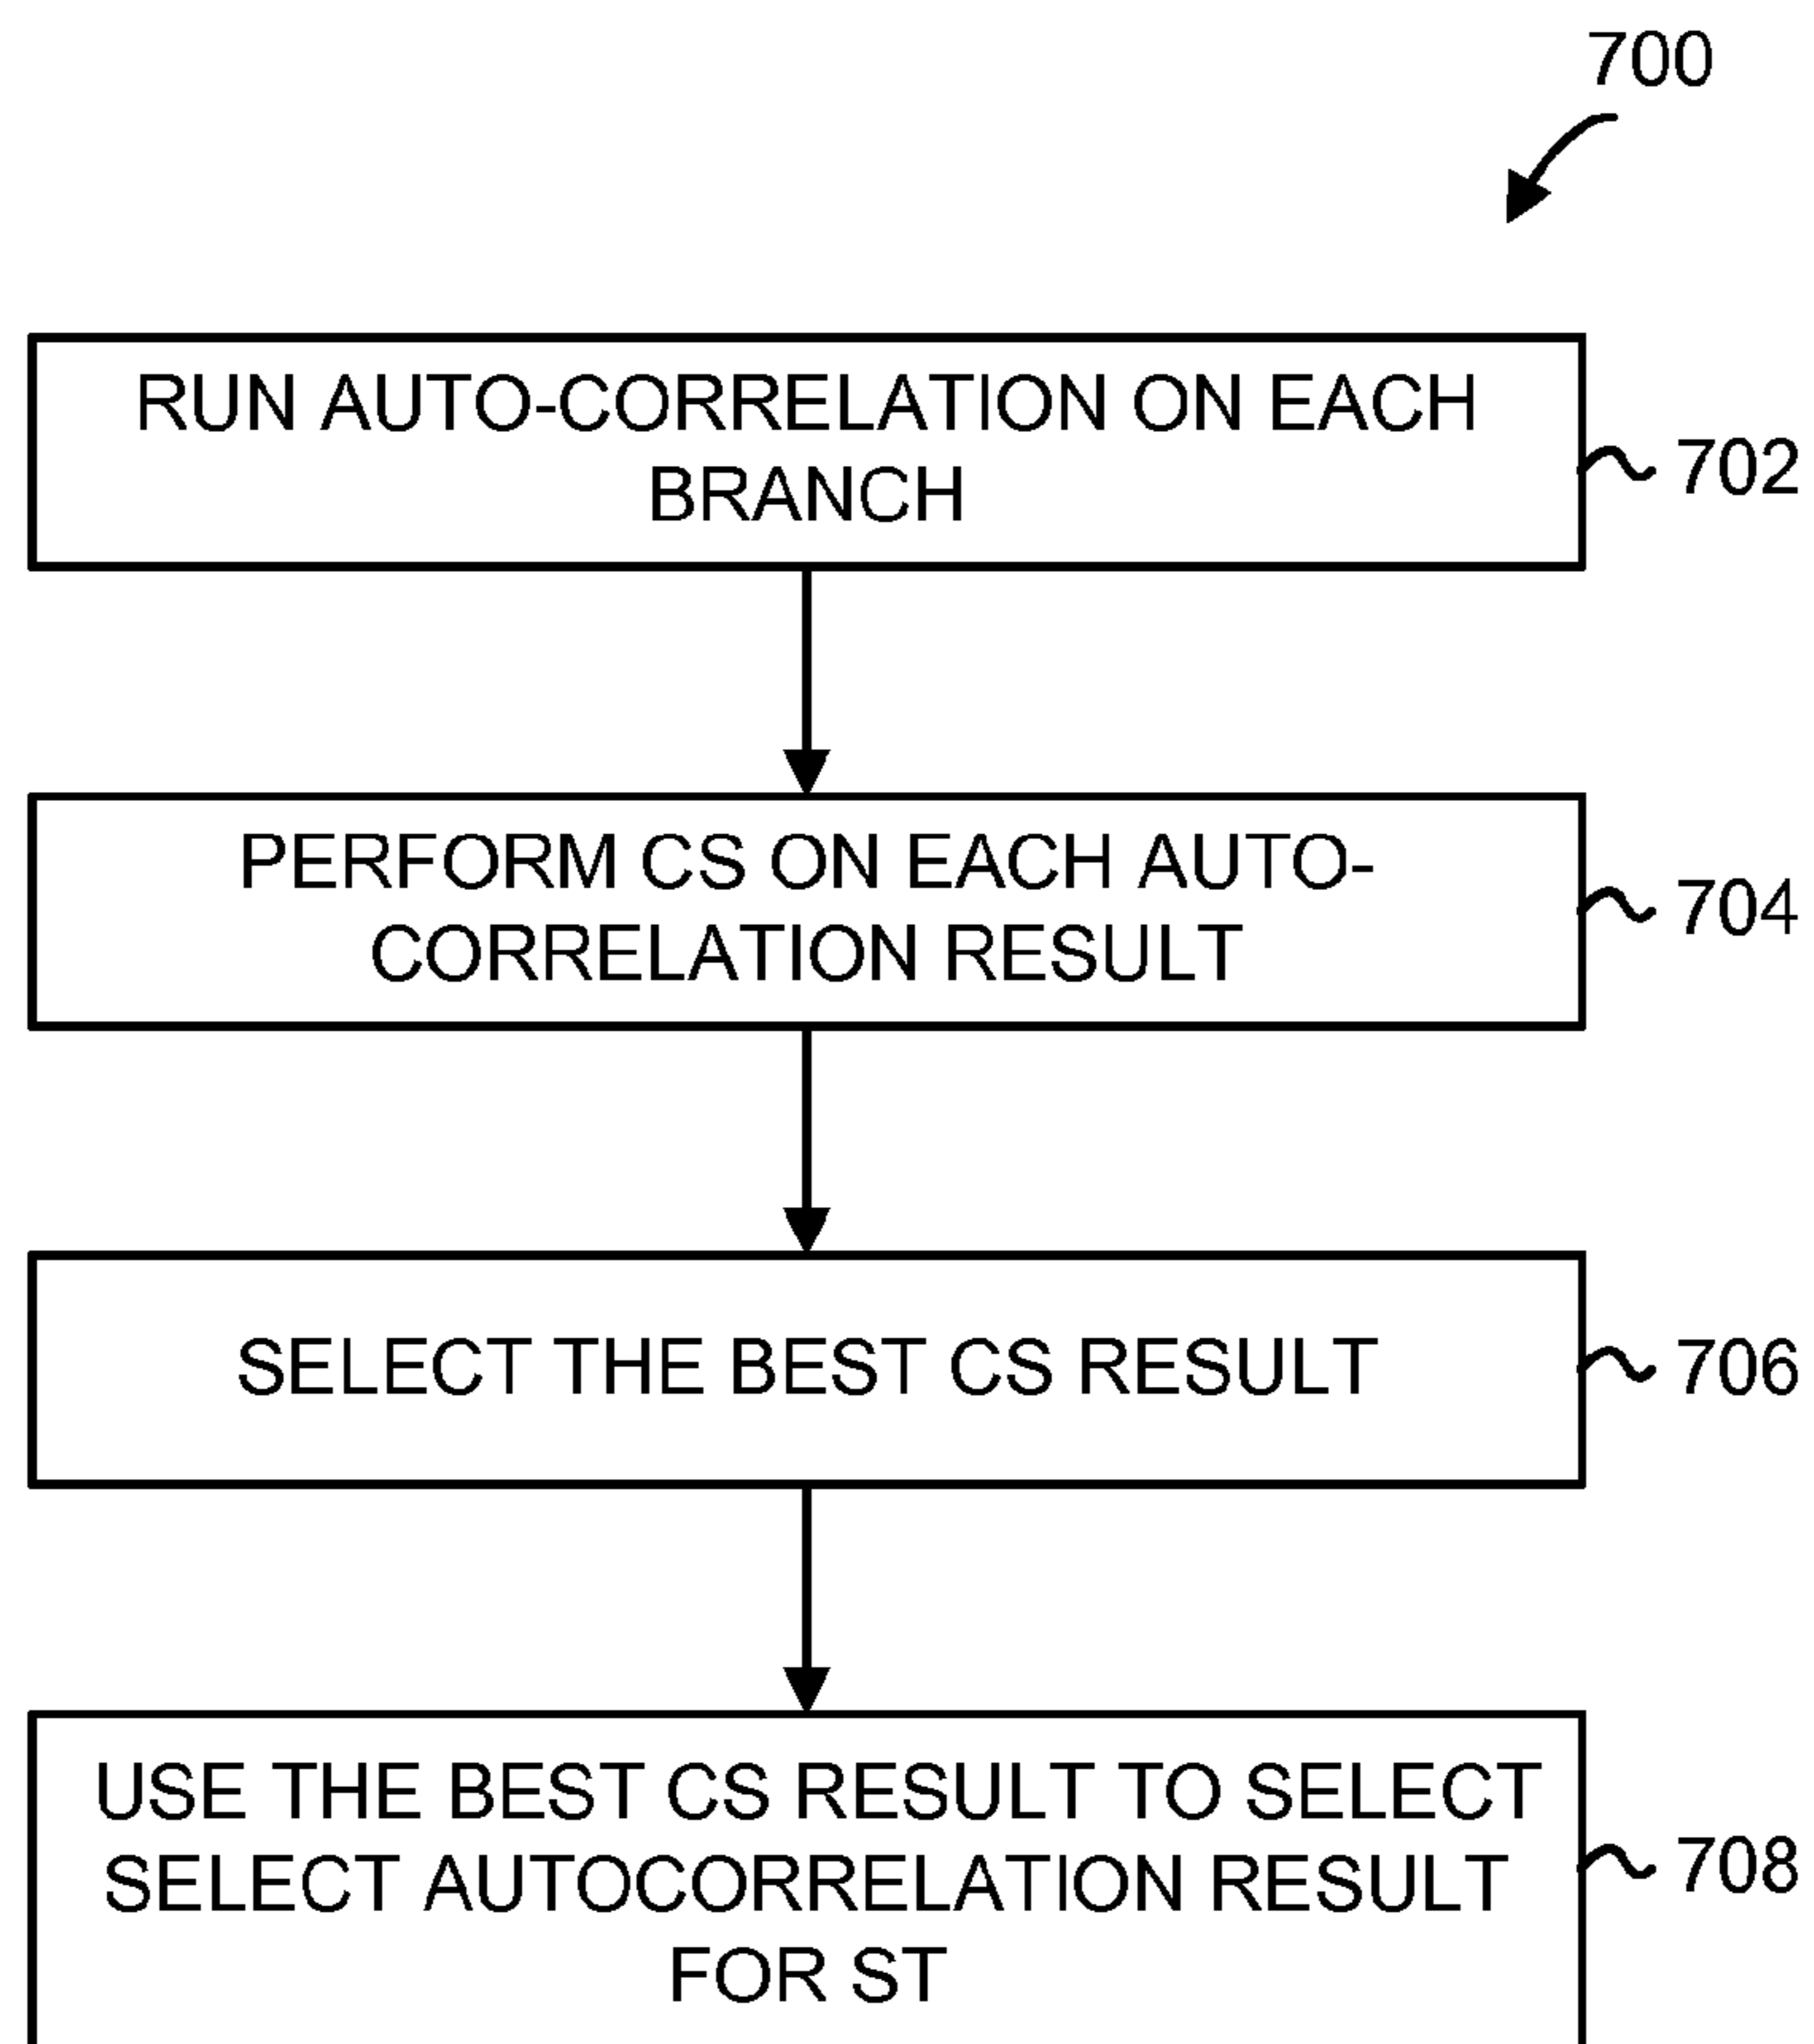 700
RUN AUTO-CORRELATION ON EACH
BRANCH
702
PERFORM CS ON EACH AUTO-
CORRELATION RESULT
704
SELECT THE BEST CS RESULT
706
USE THE BEST CS RESULT TO SELECT
SELECT AUTOCORRELATION RESULT
FOR ST
708